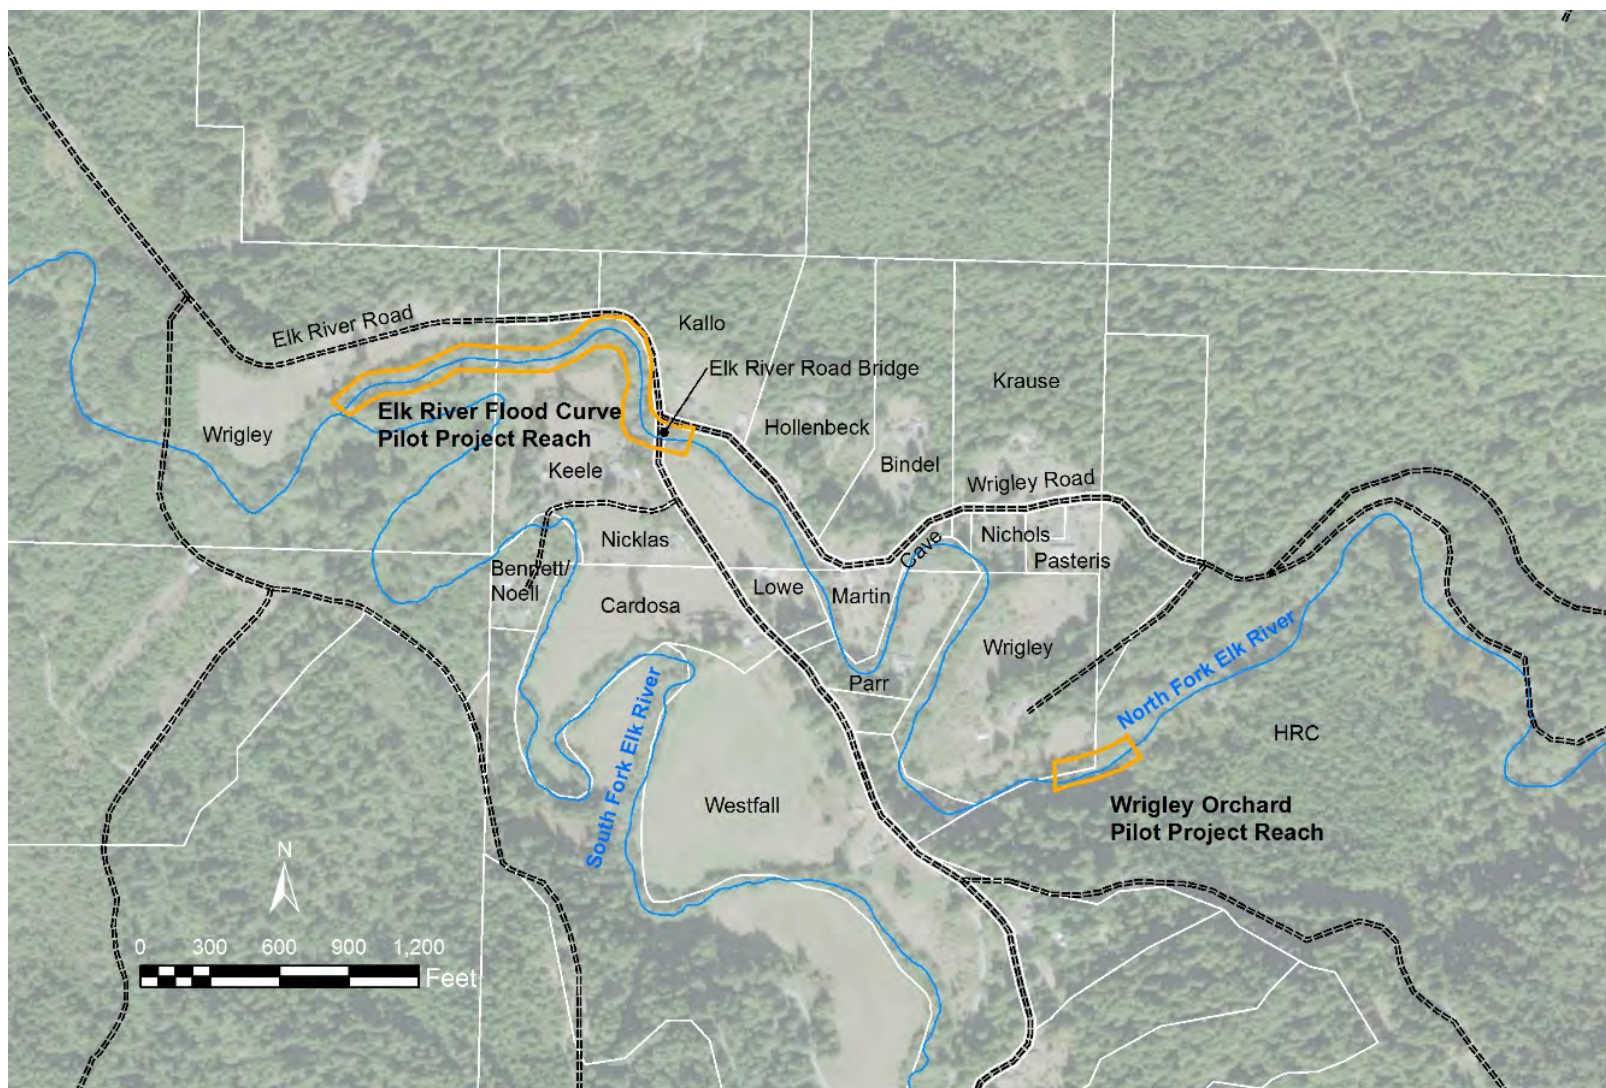 Kallo
Elk River Road
Elk River Road Bridge
Krause
Elk River Flood Curve
Pilot Project Reach
Hollenbeck
Wrigley
Bindel
Keele
Wrigley Road
Nicklas
Cave
Nichols
Pasteris
Bennett/
Noell
Cardosa
Lowe
Martin
Wrigley
North Fork Elk River
Parr
South Fork Elk River
HRC
Westfall
Wrigley Orchard
Pilot Project Reach
N
0 300 600 900 1,200
Feet